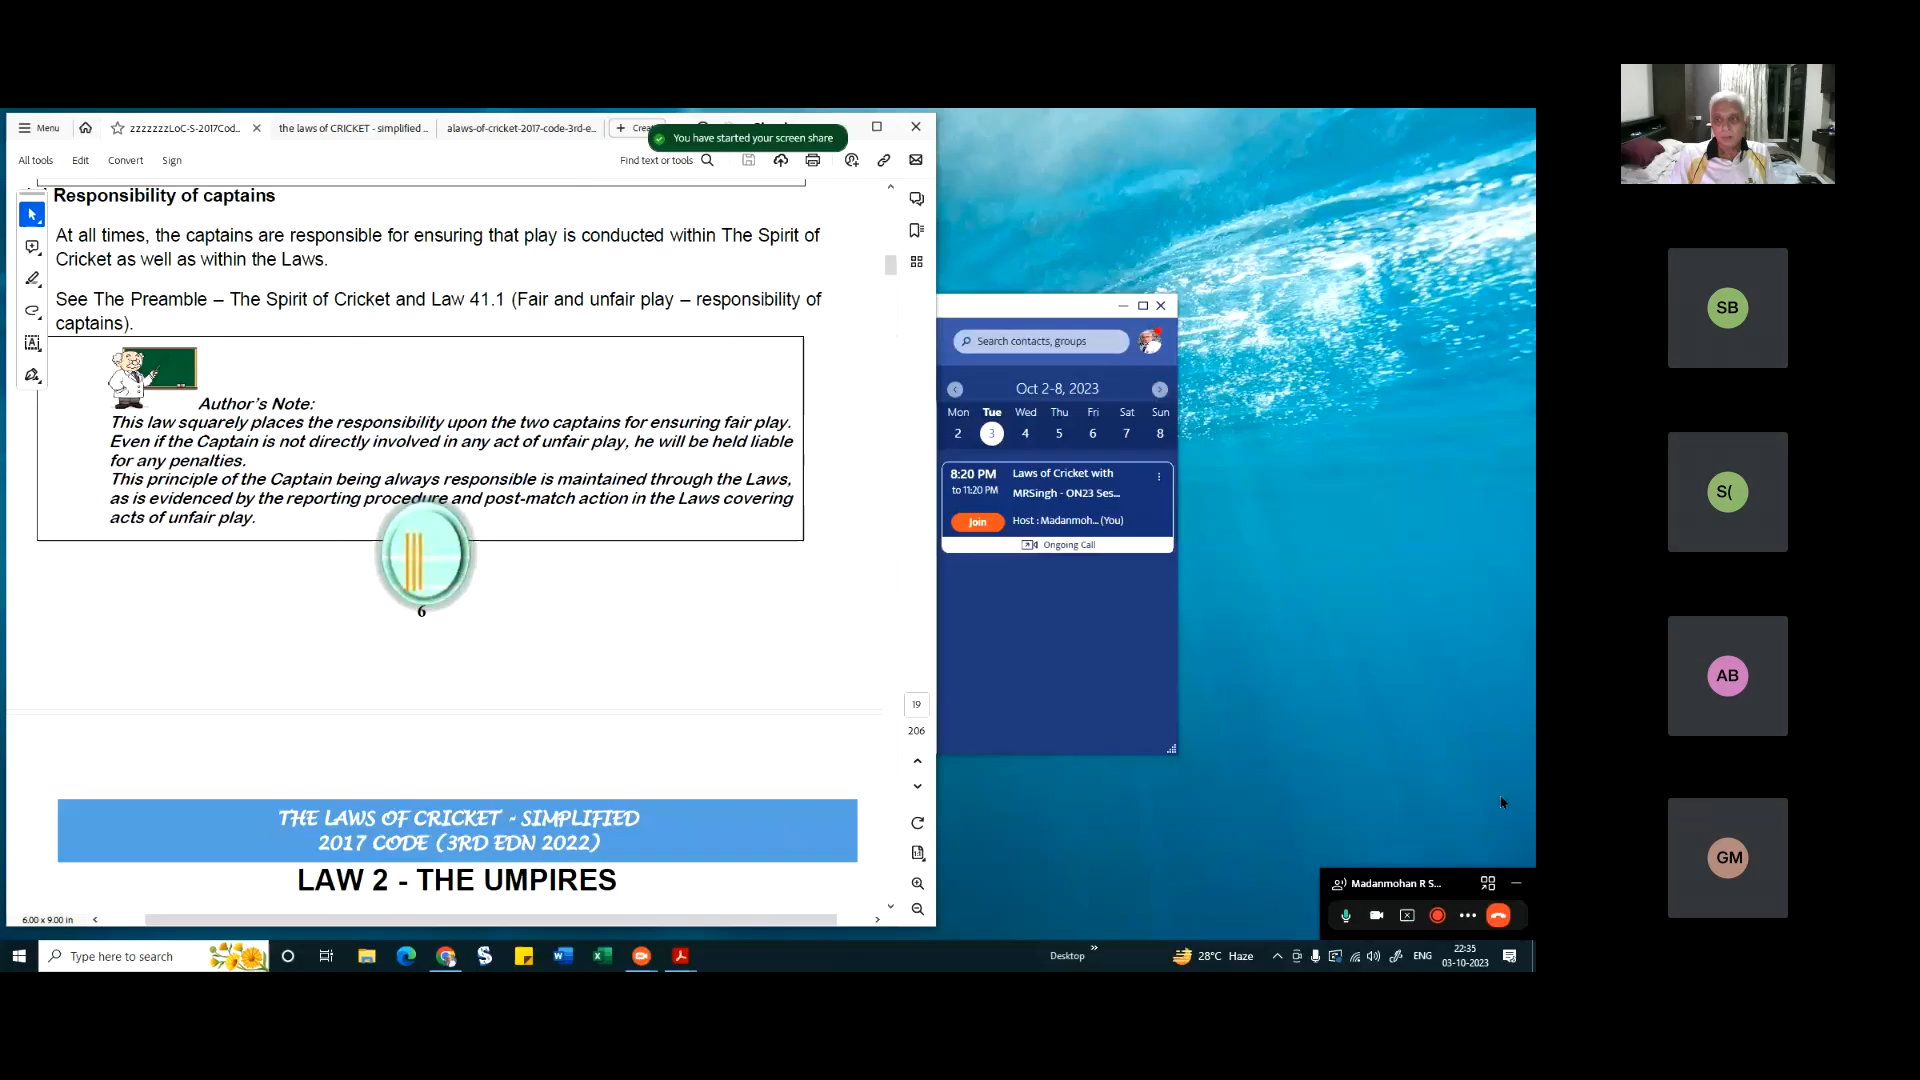 Menu
zzzzzzzLoC-S-2017Cod...
the laws of CRICKET - simplified ...
alaws-of-cricket-2017-code-3rd-e...
You have started your screen share
All tools
Edit
Convert
Sign
Find text or tools
Responsibility of captains
At all times, the captains are responsible for ensuring that play is conducted within The Spirit of
Cricket as well as within the Laws.
See The Preamble – The Spirit of Cricket and Law 41.1 (Fair and unfair play – responsibility of
captains).
Author's Note:
This law squarely places the responsibility upon the two captains for ensuring fair play.
Even if the Captain is not directly involved in any act of unfair play, he will be held liable
for any penalties.
This principle of the Captain being always responsible is maintained through the Laws,
as is evidenced by the reporting procedure and post-match action in the Laws covering
acts of unfair play.
6
19
206
THE LAWS OF CRICKET - SIMPLIFIED
2017 CODE (3RD EDN 2022)
LAW 2 - THE UMPIRES
6.00 x 9.00 in
Search contacts, groups
Oct 2-8, 2023
Mon Tue Wed Thu Fri Sat Sun
2 3 4 5 6 7 8
8:20 PM
to 11:20 PM
Laws of Cricket with
MRSingh - ON23 Ses...
Join
Host : Madanmoh... (You)
Ongoing Call
Madanmohan R S...
Type here to search
Desktop
28°C Haze
ENG
22:35
03-10-2023
SB
S(
AB
GM